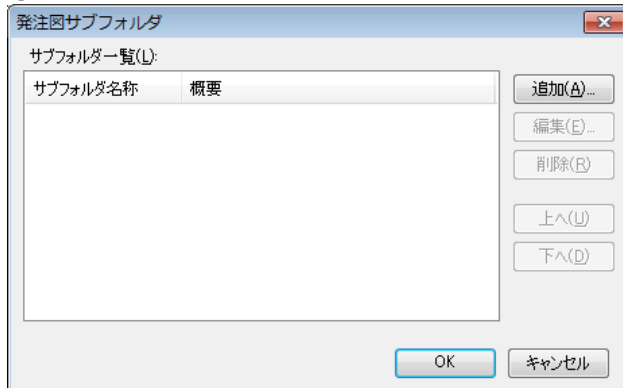 発注図サブフォルダ
サブフォルダ一覧(L):
サブフォルダ名称 概要
追加(A)...
編集(E)...
削除(R)
上へ(U)
下へ(D)
OK キャンセル